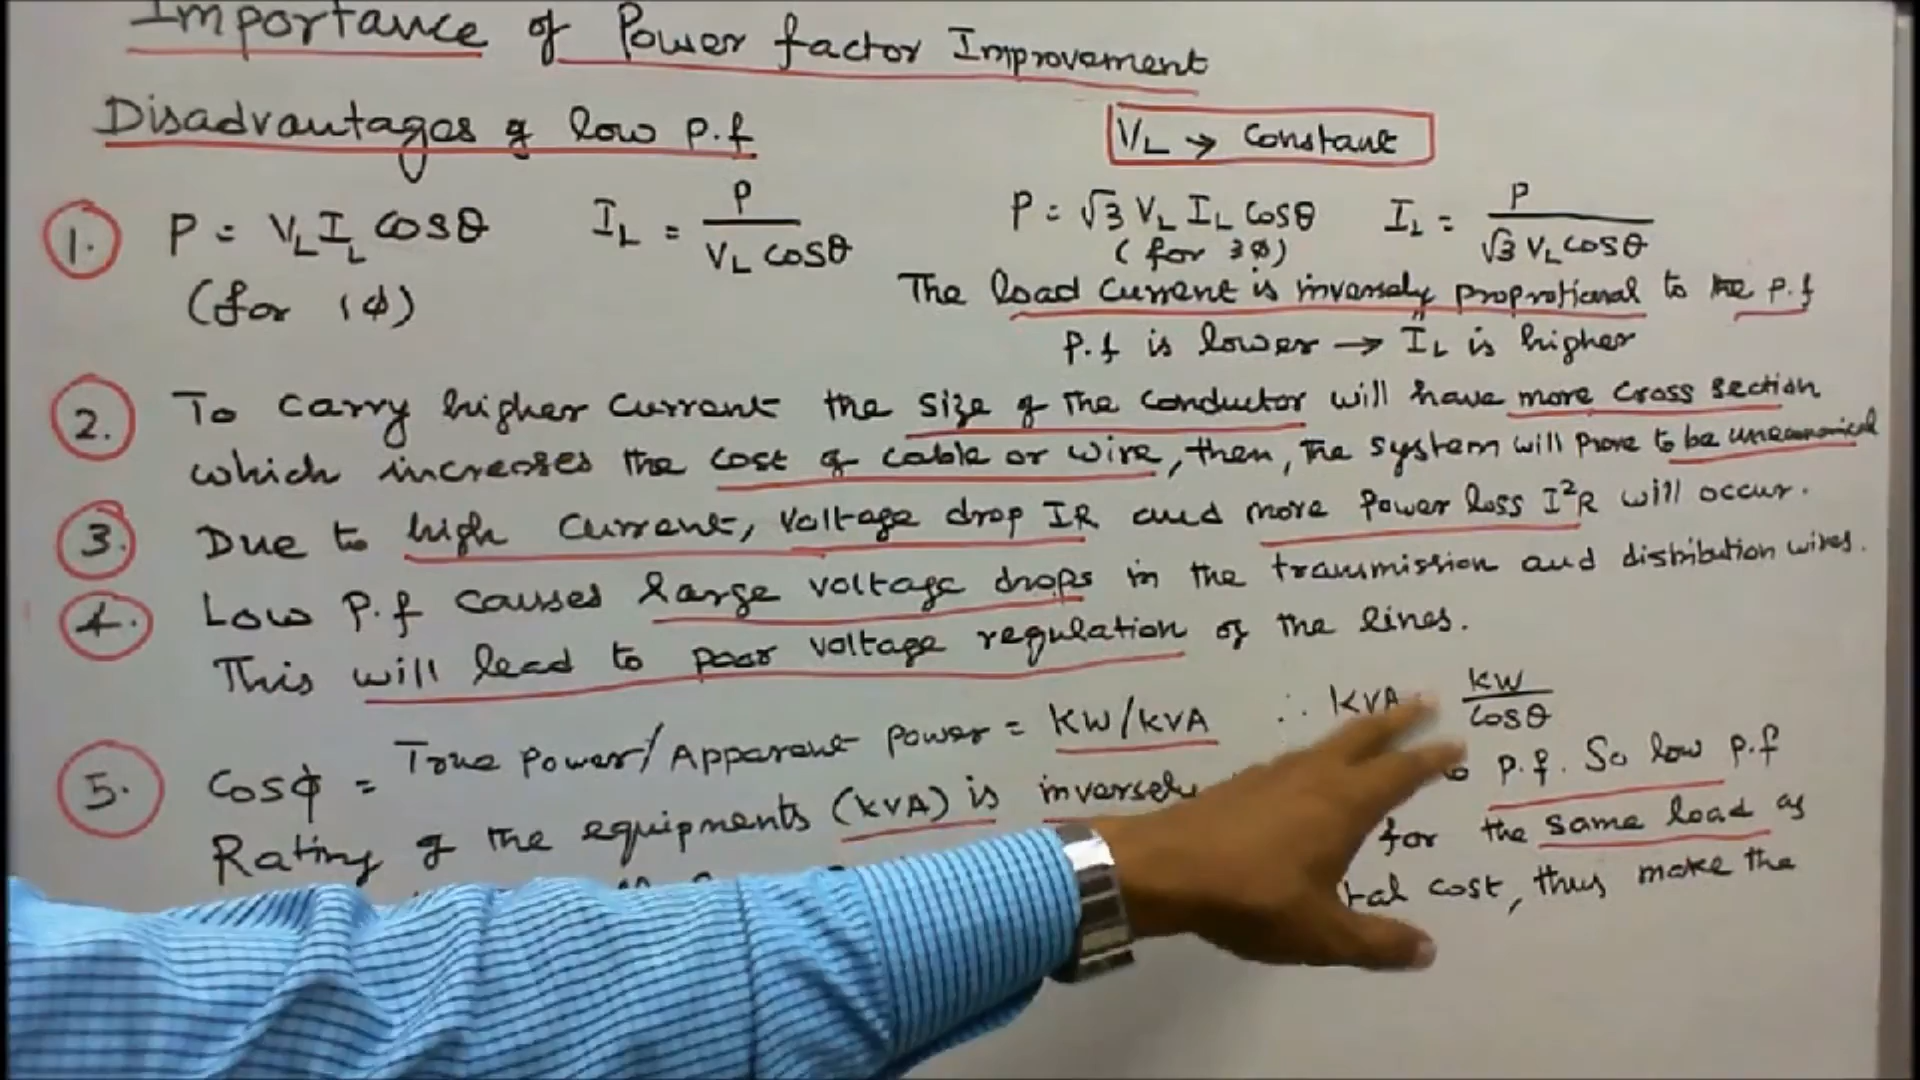 Importance of Power factor Improvement
Disadvantages of low p.f
VL → Constant
1. P = VL IL cosθ
(for 1ϕ)
IL = P / VL cosθ
P = √3 VL IL cosθ
(for 3ϕ)
IL = P / √3 VL cosθ
The load current is inversely proprotional to the p.f
P.f is lower → IL is higher
2. To carry higher current the size of the conductor will have more cross section
which increases the cost of cable or wire, then, the system will prove to be uneconomical
3. Due to high current, voltage drop IR and more power loss I²R will occur.
4. Low P.f causes large voltage drops in the transmission and distribution wires.
This will lead to poor voltage regulation of the lines.
5. Cosϕ = True power/Apparent power = KW/kVA ∴ kVA KW / cosθ
Rating of the equipments (kVA) is inversely p.f. So low p.f
for the same load as
cost, thus make the